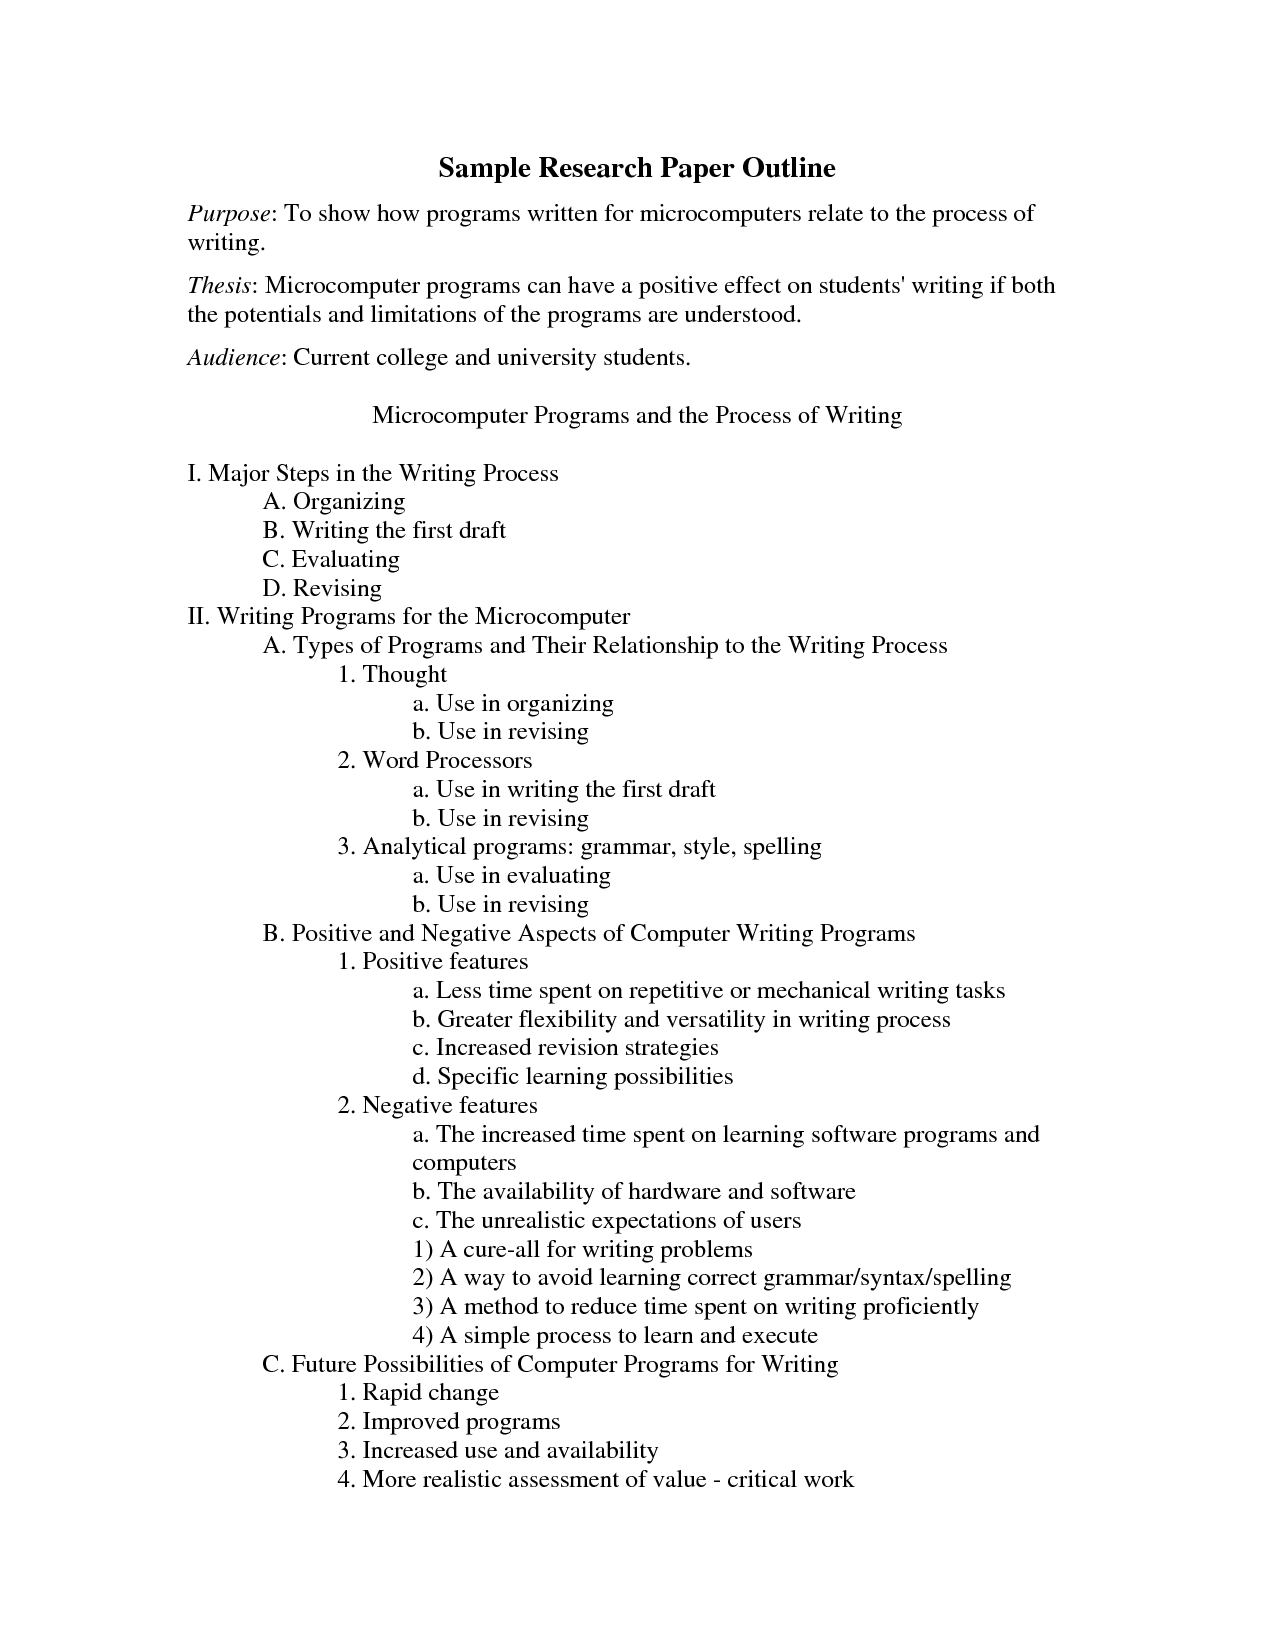 Sample Research Paper Outline
Purpose: To show how programs written for microcomputers relate to the process of
writing.
Thesis: Microcomputer programs can have a positive effect on students' writing if both
the potentials and limitations of the programs are understood.
Audience: Current college and university students.
Microcomputer Programs and the Process of Writing
I. Major Steps in the Writing Process
A. Organizing
B. Writing the first draft
C. Evaluating
D. Revising
II. Writing Programs for the Microcomputer
A. Types of Programs and Their Relationship to the Writing Process
1. Thought
a. Use in organizing
b. Use in revising
2. Word Processors
a. Use in writing the first draft
b. Use in revising
3. Analytical programs: grammar, style, spelling
a. Use in evaluating
b. Use in revising
B. Positive and Negative Aspects of Computer Writing Programs
1. Positive features
a. Less time spent on repetitive or mechanical writing tasks
b. Greater flexibility and versatility in writing process
c. Increased revision strategies
d. Specific learning possibilities
2. Negative features
a. The increased time spent on learning software programs and
computers
b. The availability of hardware and software
c. The unrealistic expectations of users
1) A cure-all for writing problems
2) A way to avoid learning correct grammar/syntax/spelling
3) A method to reduce time spent on writing proficiently
4) A simple process to learn and execute
C. Future Possibilities of Computer Programs for Writing
1. Rapid change
2. Improved programs
3. Increased use and availability
4. More realistic assessment of value - critical work